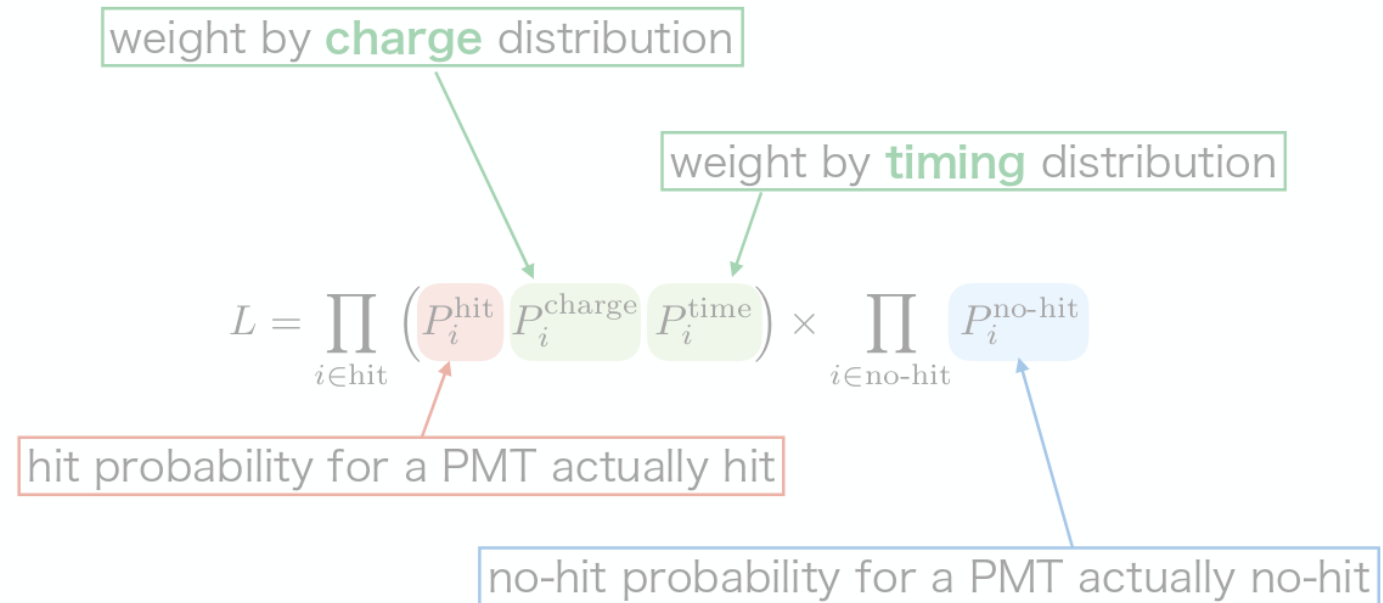 weight by charge distribution
weight by timing distribution
L = ∏_{i∈hit} (P_i^{hit} P_i^{charge} P_i^{time}) × ∏_{i∈no-hit} P_i^{no-hit}
hit probability for a PMT actually hit
no-hit probability for a PMT actually no-hit